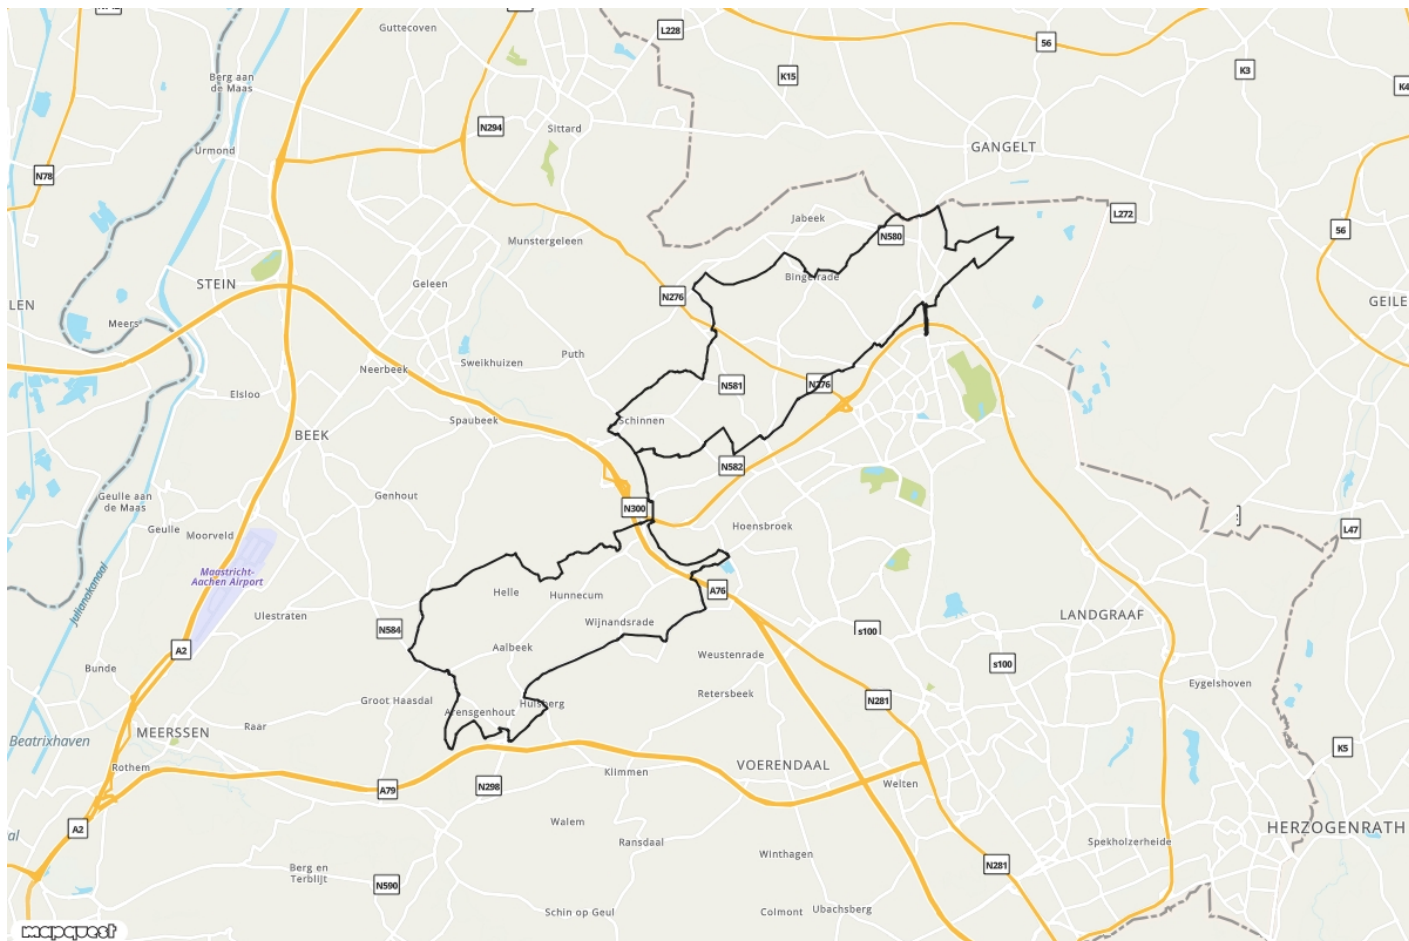 Guttecoven
L228
56
K15
K3
Berg aan
de Maas
N294
Sittard
Urmond
GANGELT
N78
L272
Jabeek
N580
56
Munstergeleen
STEIN
Geleen
Bingelrade
N276
LEN
GEILE
Meers
Puth
Sweikhuizen
Neerbeek
N581
N276
Elsloo
Spaubeek
Schinnen
BEEK
N582
Geulle aan
de Maas
Genhout
N300
Geulle
Moorveld
Hoensbroek
L47
Maastricht-
Aachen Airport
Julianakanaal
Helle
Hunnecum
A76
Ulestraten
LANDGRAAF
N584
Wijnandsrade
s100
A2
Aalbeek
Weustenrade
s100
Bunde
Eygelshoven
Groot Haasdal
Retersbeek
N281
Hulsberg
Arensgenhout
Raar
MEERSSEN
Beatrixhaven
K5
Rothem
Klimmen
VOERENDAAL
A79
N298
Welten
A2
Walem
HERZOGENRATH
Ransdaal
Spekholzerheide
Winthagen
N281
Berg en
Terblijt
N590
Schin op Geul
Colmont
Ubachsberg
mapquest